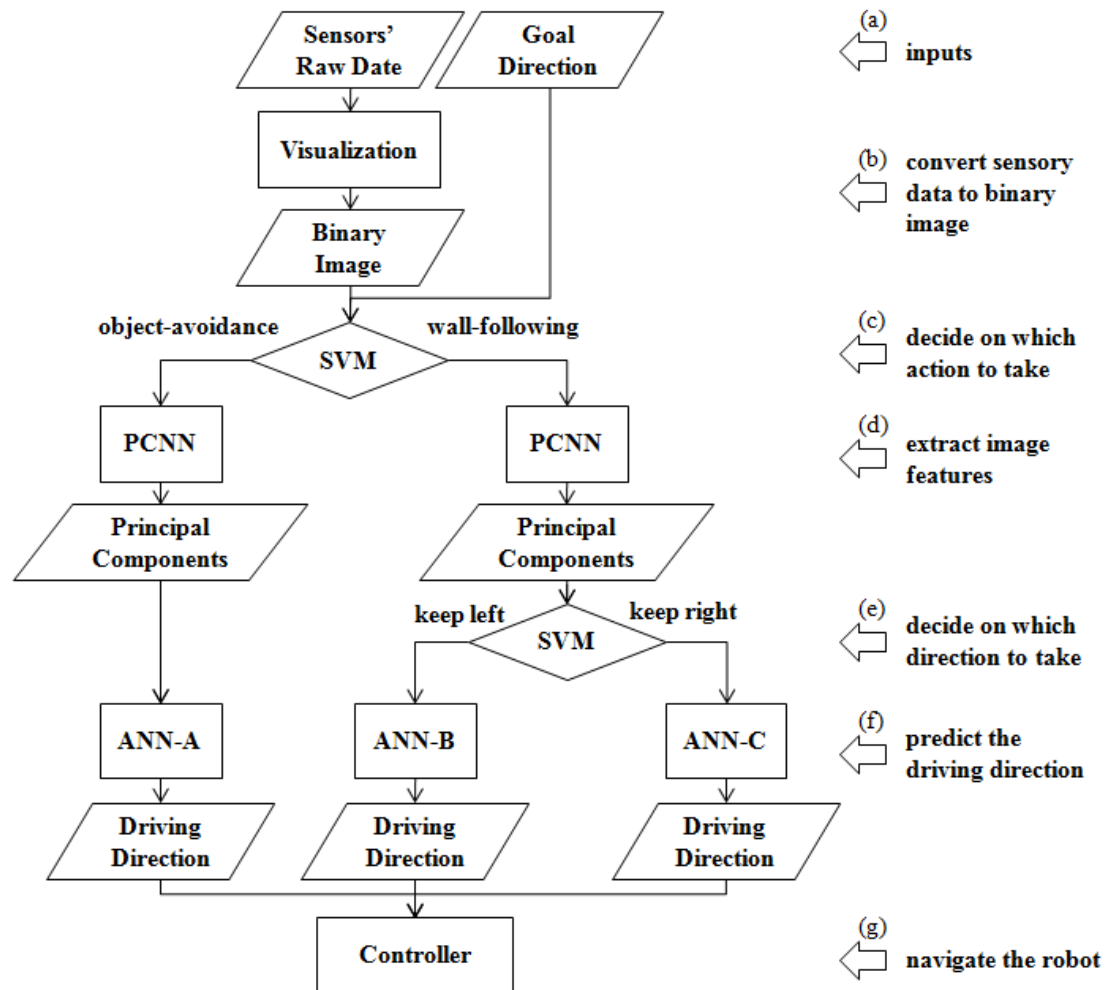 Sensors’
Raw Date
Goal
Direction
(a)
inputs
Visualization
(b)
convert sensory
data to binary
image
Binary
Image
object-avoidance
wall-following
SVM
(c)
decide on which
action to take
PCNN
PCNN
(d)
extract image
features
Principal
Components
Principal
Components
keep left
keep right
SVM
(e)
decide on which
direction to take
ANN-A
ANN-B
ANN-C
(f)
predict the
driving direction
Driving
Direction
Driving
Direction
Driving
Direction
Controller
(g)
navigate the robot